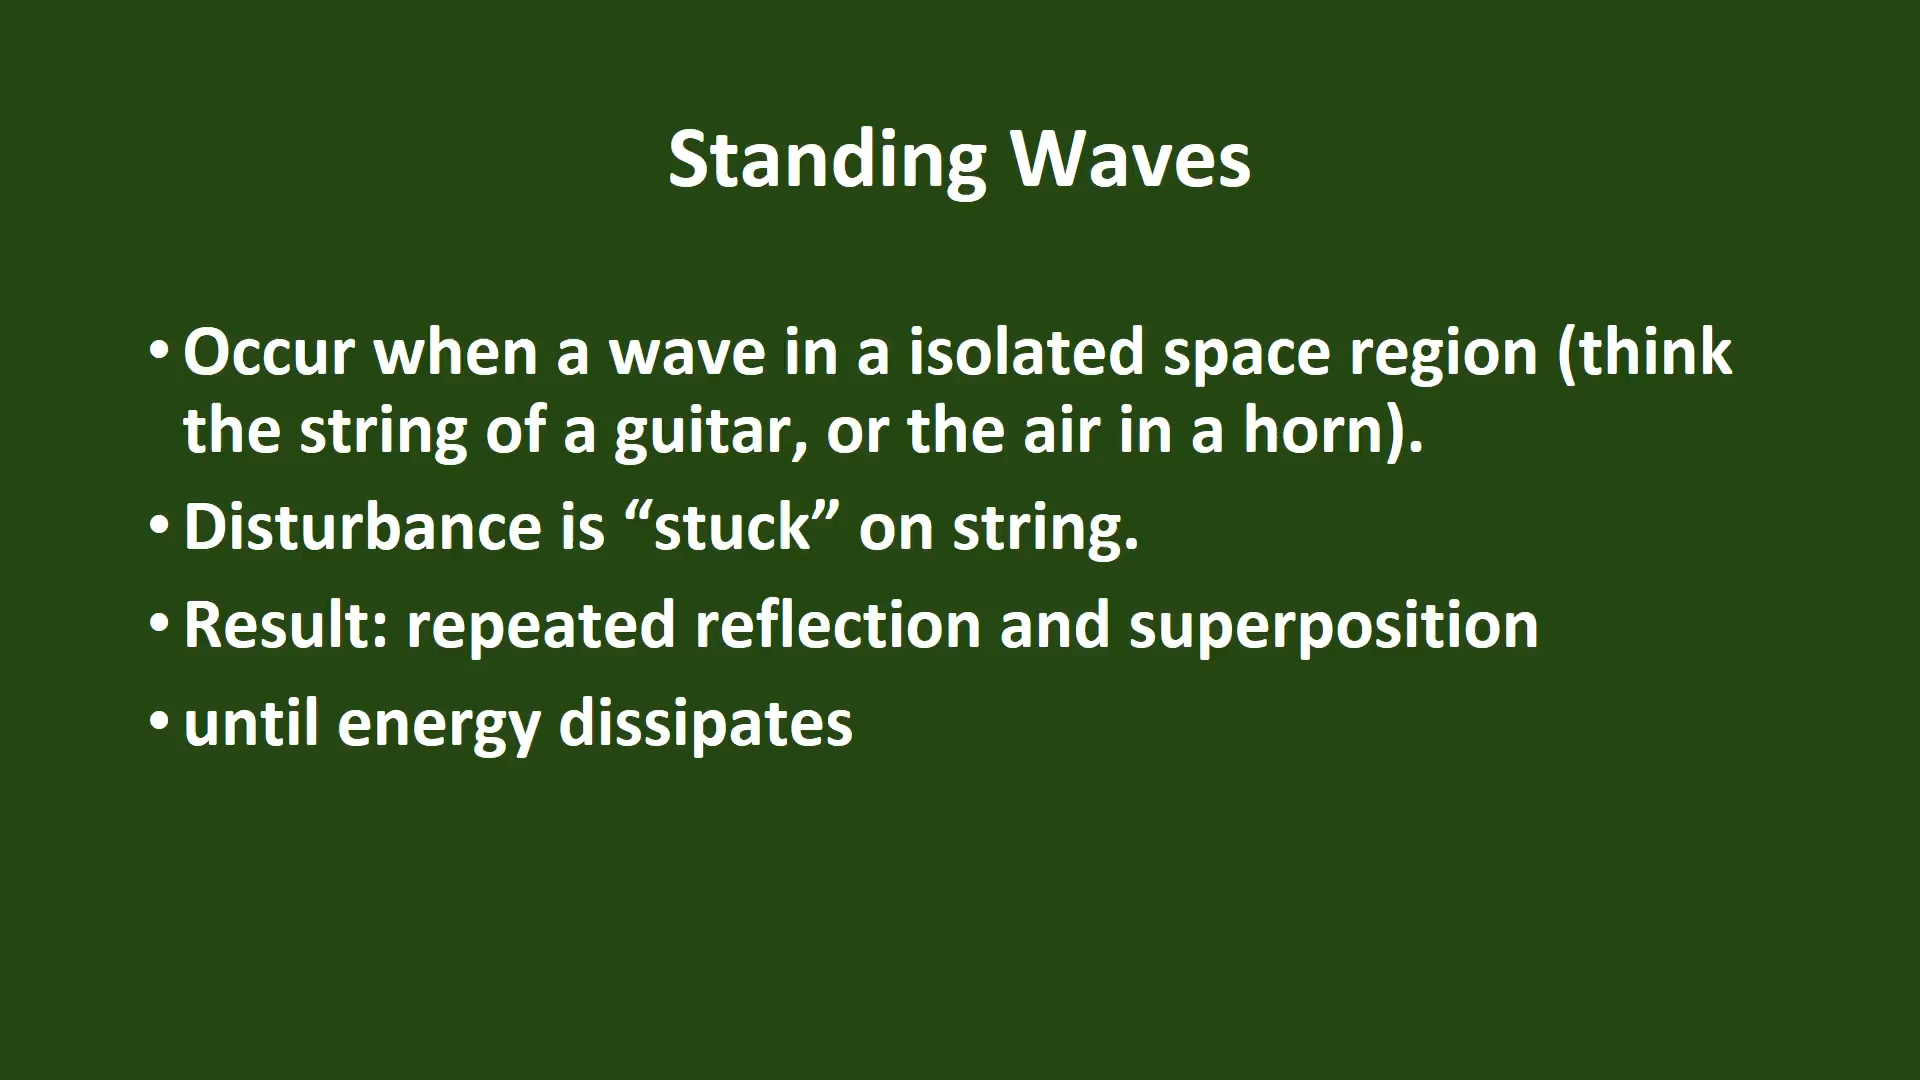 Standing Waves
• Occur when a wave in a isolated space region (think
the string of a guitar, or the air in a horn).
• Disturbance is “stuck” on string.
• Result: repeated reflection and superposition
• until energy dissipates